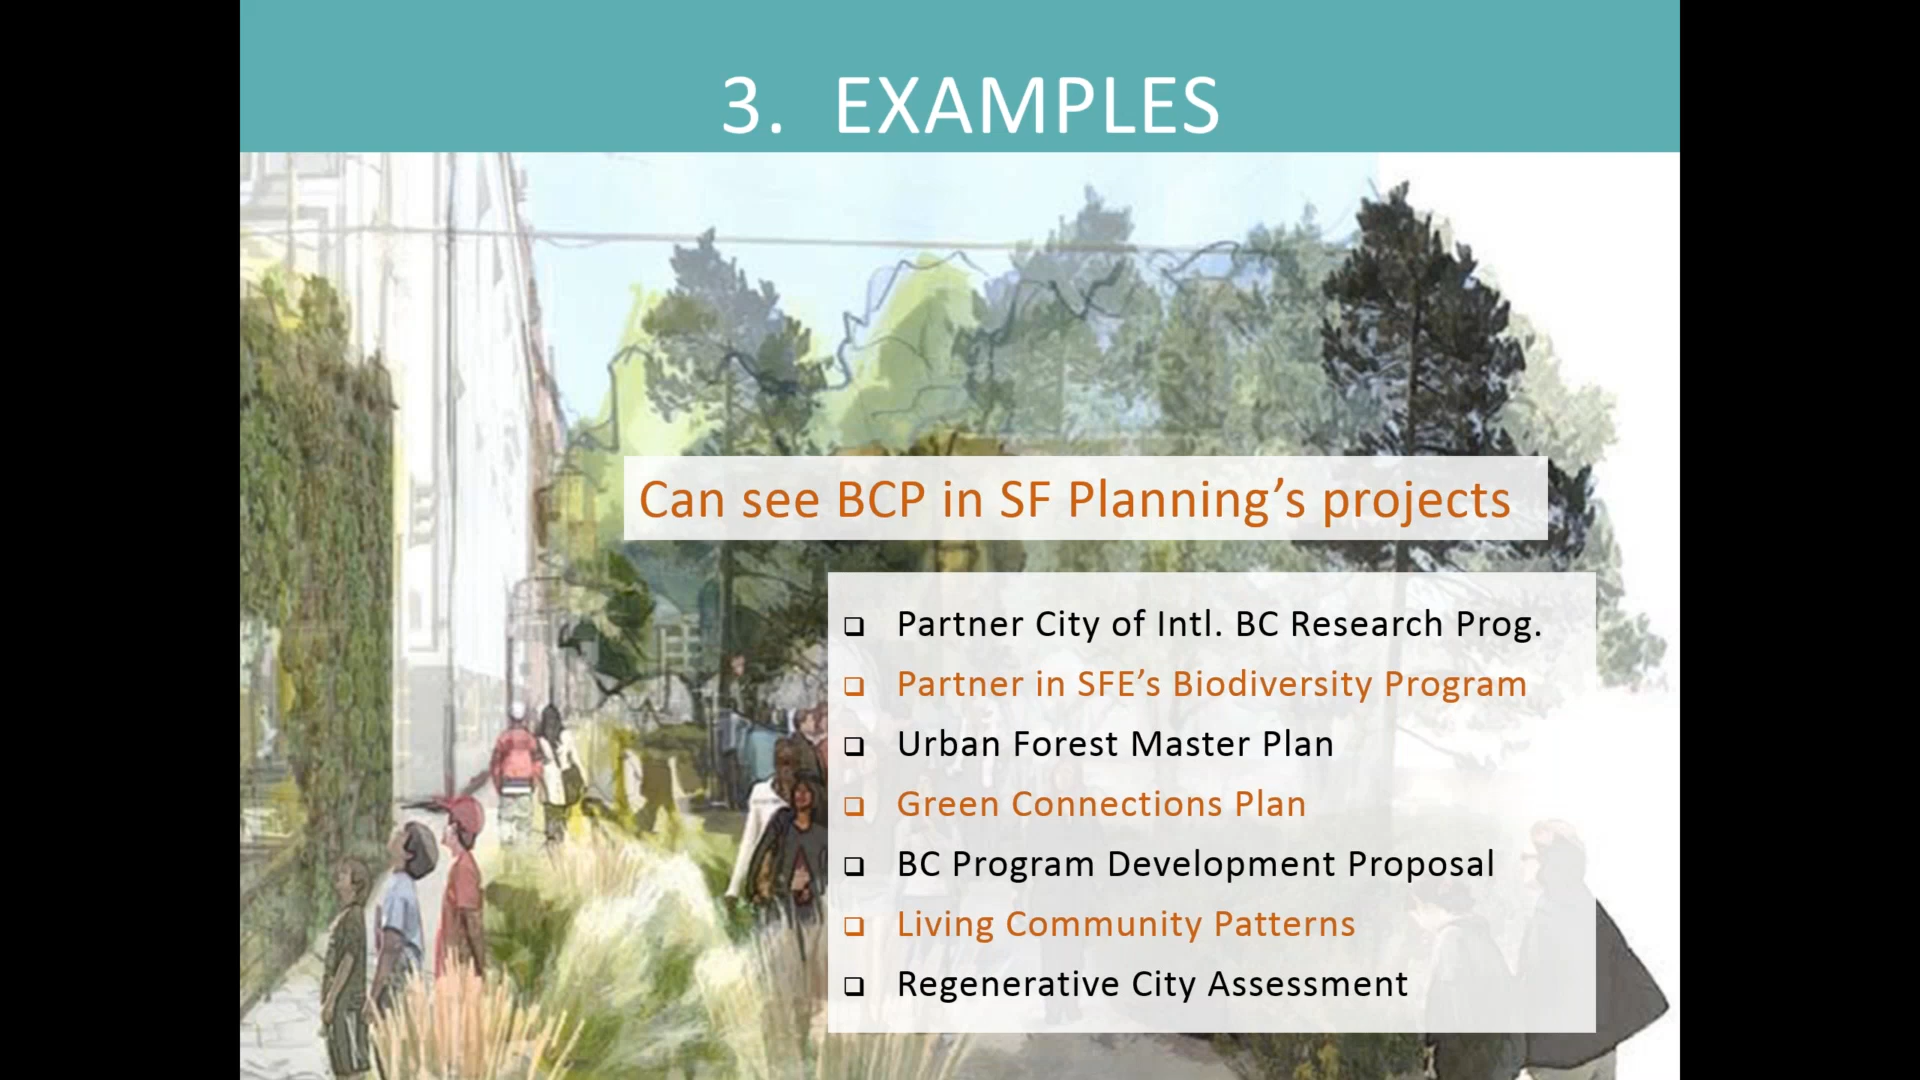 3. EXAMPLES
Can see BCP in SF Planning’s projects
❑ Partner City of Intl. BC Research Prog.
❑ Partner in SFE’s Biodiversity Program
❑ Urban Forest Master Plan
❑ Green Connections Plan
❑ BC Program Development Proposal
❑ Living Community Patterns
❑ Regenerative City Assessment